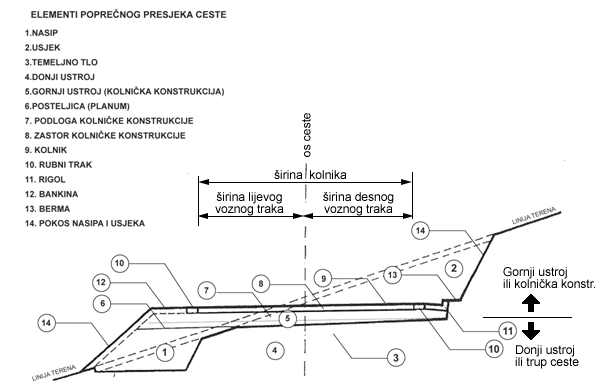 ELEMENTI POPREČNOG PRESJEKA CESTE
1.NASIP
2.USJEK
3.TEMELJNO TLO
4.DONJI USTROJ
5.GORNJI USTROJ (KOLNIČKA KONSTRUKCIJA)
6.POSTELJICA (PLANUM)
7. PODLOGA KOLNIČKE KONSTRUKCIJE
8. ZASTOR KOLNIČKE KONSTRUKCIJE
9. KOLNIK
10. RUBNI TRAK
11. RIGOL
12. BANKINA
13. BERMA
14. POKOS NASIPA I USJEKA
os ceste
širina kolnika
širina lijevog
voznog traka
širina desnog
voznog traka
LINIJA TERENA
14
2
13
10
7
8
9
12
6
14
1
5
4
3
11
10
Gornji ustroj
ili kolnička konstr.
Donji ustroj
ili trup ceste
LINIJA TERENA